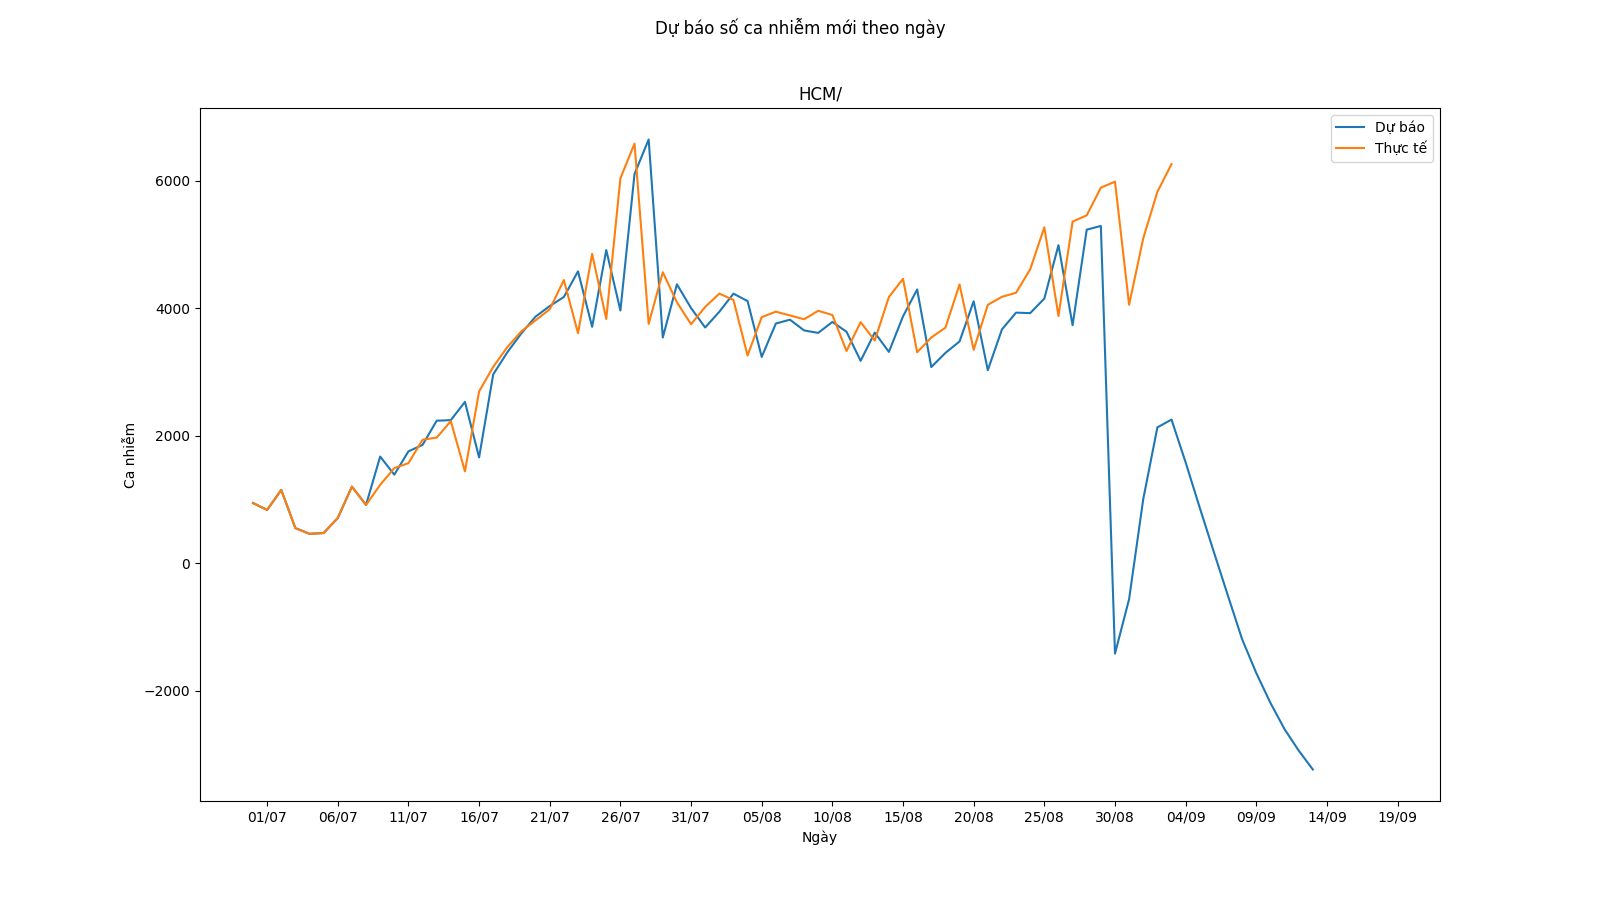 Dự báo số ca nhiễm mới theo ngày
HCM/
Dự báo
Thực tế
6000
4000
2000
0
−2000
Ca nhiễm
01/07 06/07 11/07 16/07 21/07 26/07 31/07 05/08 10/08 15/08 20/08 25/08 30/08 04/09 09/09 14/09 19/09
Ngày